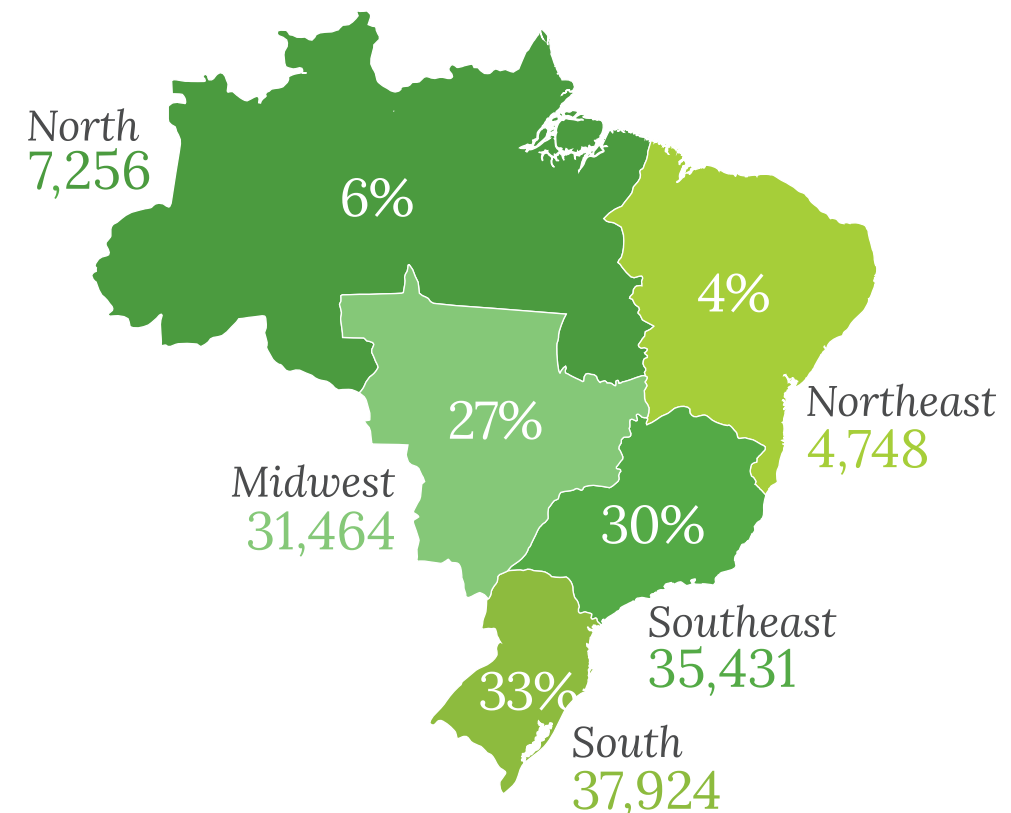 North
7,256
6%
4%
Northeast
4,748
27%
Midwest
31,464
30%
Southeast
35,431
33%
South
37,924